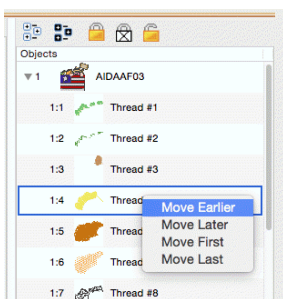 Objects
1 AIDAAF03
1:1 Thread #1
1:2 Thread #2
1:3 Thread #3
1:4 Thread
Move Earlier
1:5 Thread
Move Later
Move First
1:6 Thread
Move Last
1:7 Thread #8